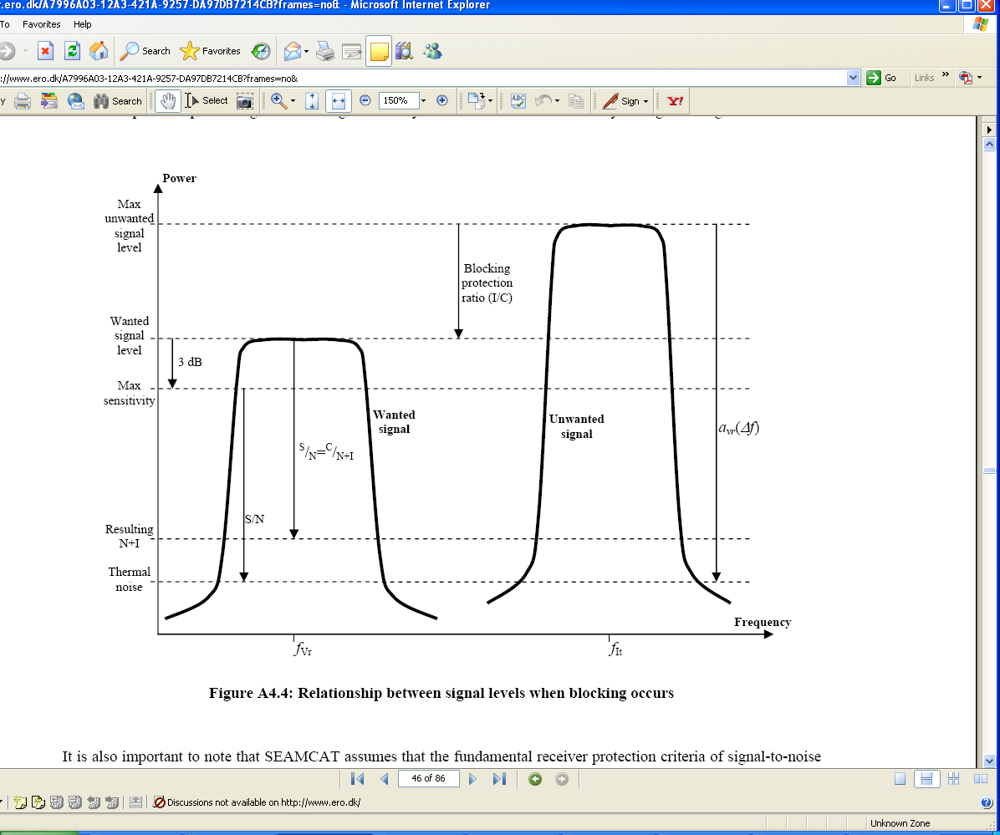 .ero.dk/A7996A03-12A3-421A-9257-DA97DB7214CB?frames=no& - Microsoft Internet Explorer
To Favorites Help
Search Favorites
://www.ero.dk/A7996A03-12A3-421A-9257-DA97DB7214CB?frames=no& Go Links »
y Search Select 150% Sign Y!
Power
Max
unwanted
signal
level
Blocking
protection
ratio (I/C)
Wanted
signal
level
3 dB
Max
sensitivity
Wanted
signal
Unwanted
signal
avr(Δf)
S/N=C/N+I
S/N
Resulting
N+I
Thermal
noise
Frequency
fVr
fIt
Figure A4.4: Relationship between signal levels when blocking occurs
It is also important to note that SEAMCAT assumes that the fundamental receiver protection criteria of signal-to-noise
46 of 86
Discussions not available on http://www.ero.dk/
Unknown Zone